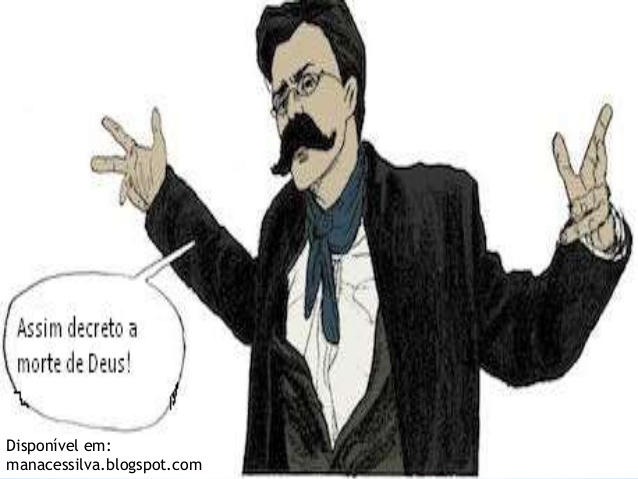 Assim decreto a
morte de Deus!
Disponível em:
manacessilva.blogspot.com